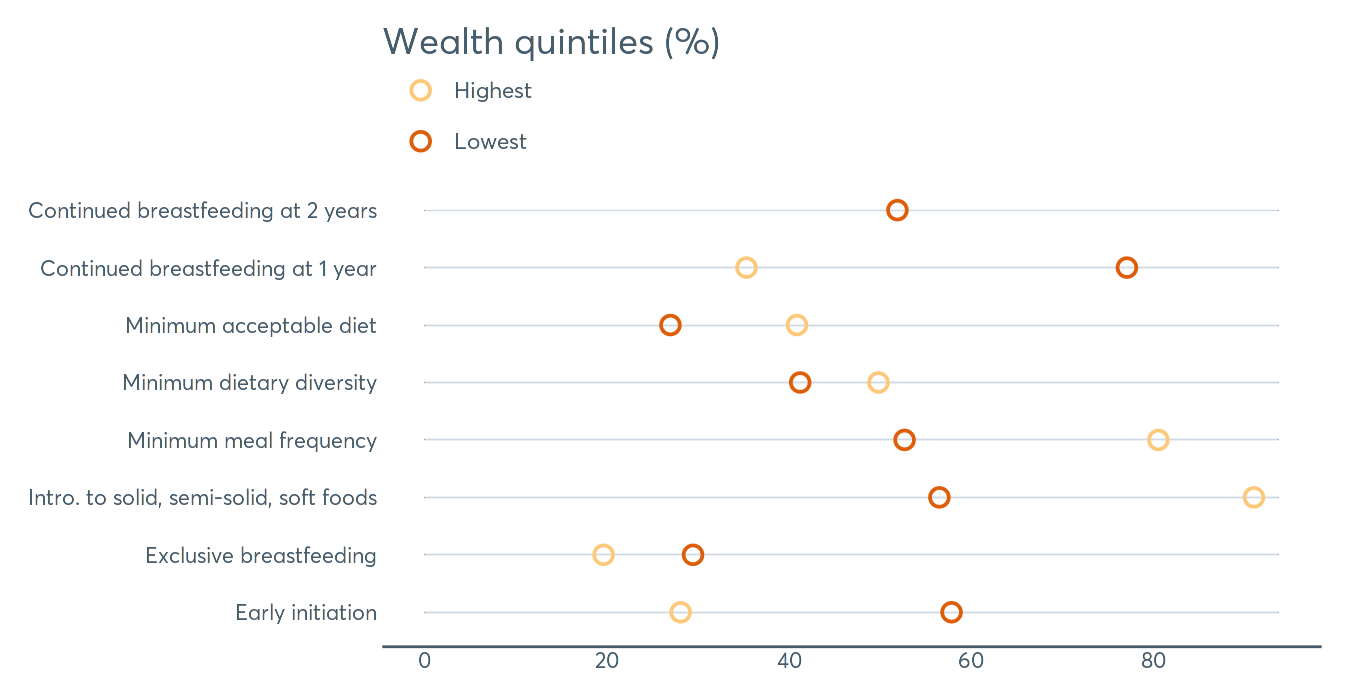 Wealth quintiles (%)
Highest
Lowest
Continued breastfeeding at 2 years
Continued breastfeeding at 1 year
Minimum acceptable diet
Minimum dietary diversity
Minimum meal frequency
Intro. to solid, semi-solid, soft foods
Exclusive breastfeeding
Early initiation
0 20 40 60 80